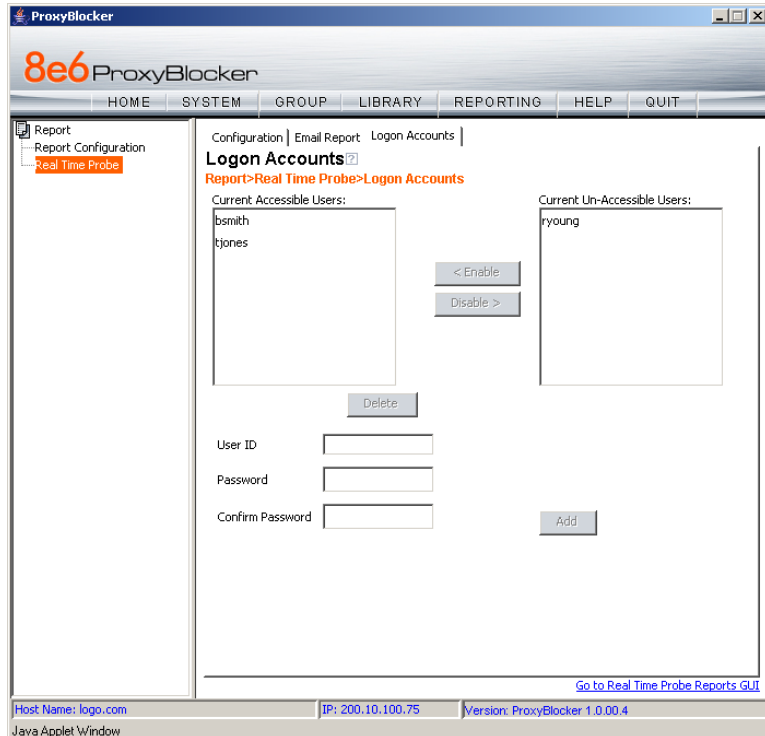 ProxyBlocker
8e6 ProxyBlocker
HOME SYSTEM GROUP LIBRARY REPORTING HELP QUIT
Report
Report Configuration
Real Time Probe
Configuration Email Report Logon Accounts
Logon Accounts ?
Report>Real Time Probe>Logon Accounts
Current Accessible Users:
bsmith
tjones
< Enable
Disable >
Current Un-Accessible Users:
ryoung
Delete
User ID
Password
Confirm Password
Add
Go to Real Time Probe Reports GUI
Host Name: logo.com IP: 200.10.100.75 Version: ProxyBlocker 1.0.00.4
Java Applet Window